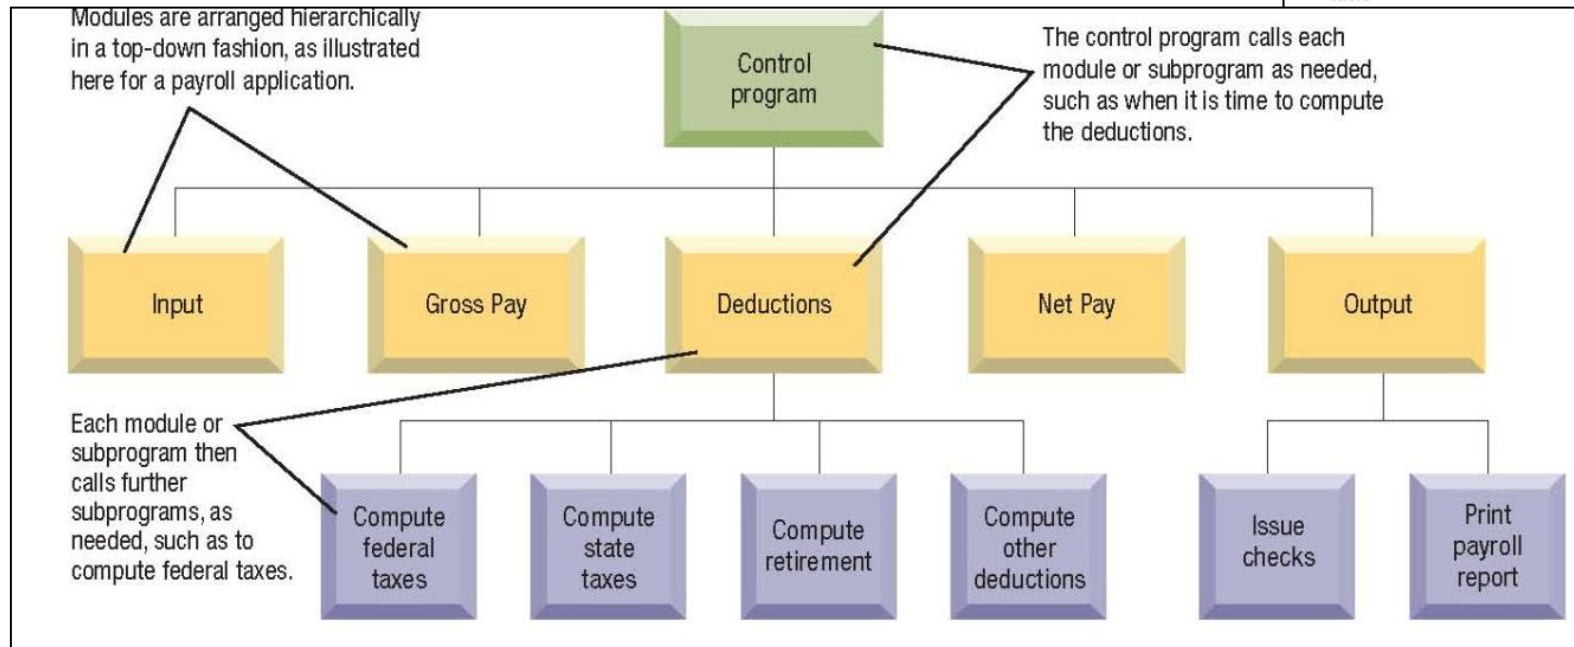 Modules are arranged hierarchically
in a top-down fashion, as illustrated
here for a payroll application.
Control
program
The control program calls each
module or subprogram as needed,
such as when it is time to compute
the deductions.
Input
Gross Pay
Deductions
Net Pay
Output
Each module or
subprogram then
calls further
subprograms, as
needed, such as to
compute federal taxes.
Compute
federal
taxes
Compute
state
taxes
Compute
retirement
Compute
other
deductions
Issue
checks
Print
payroll
report